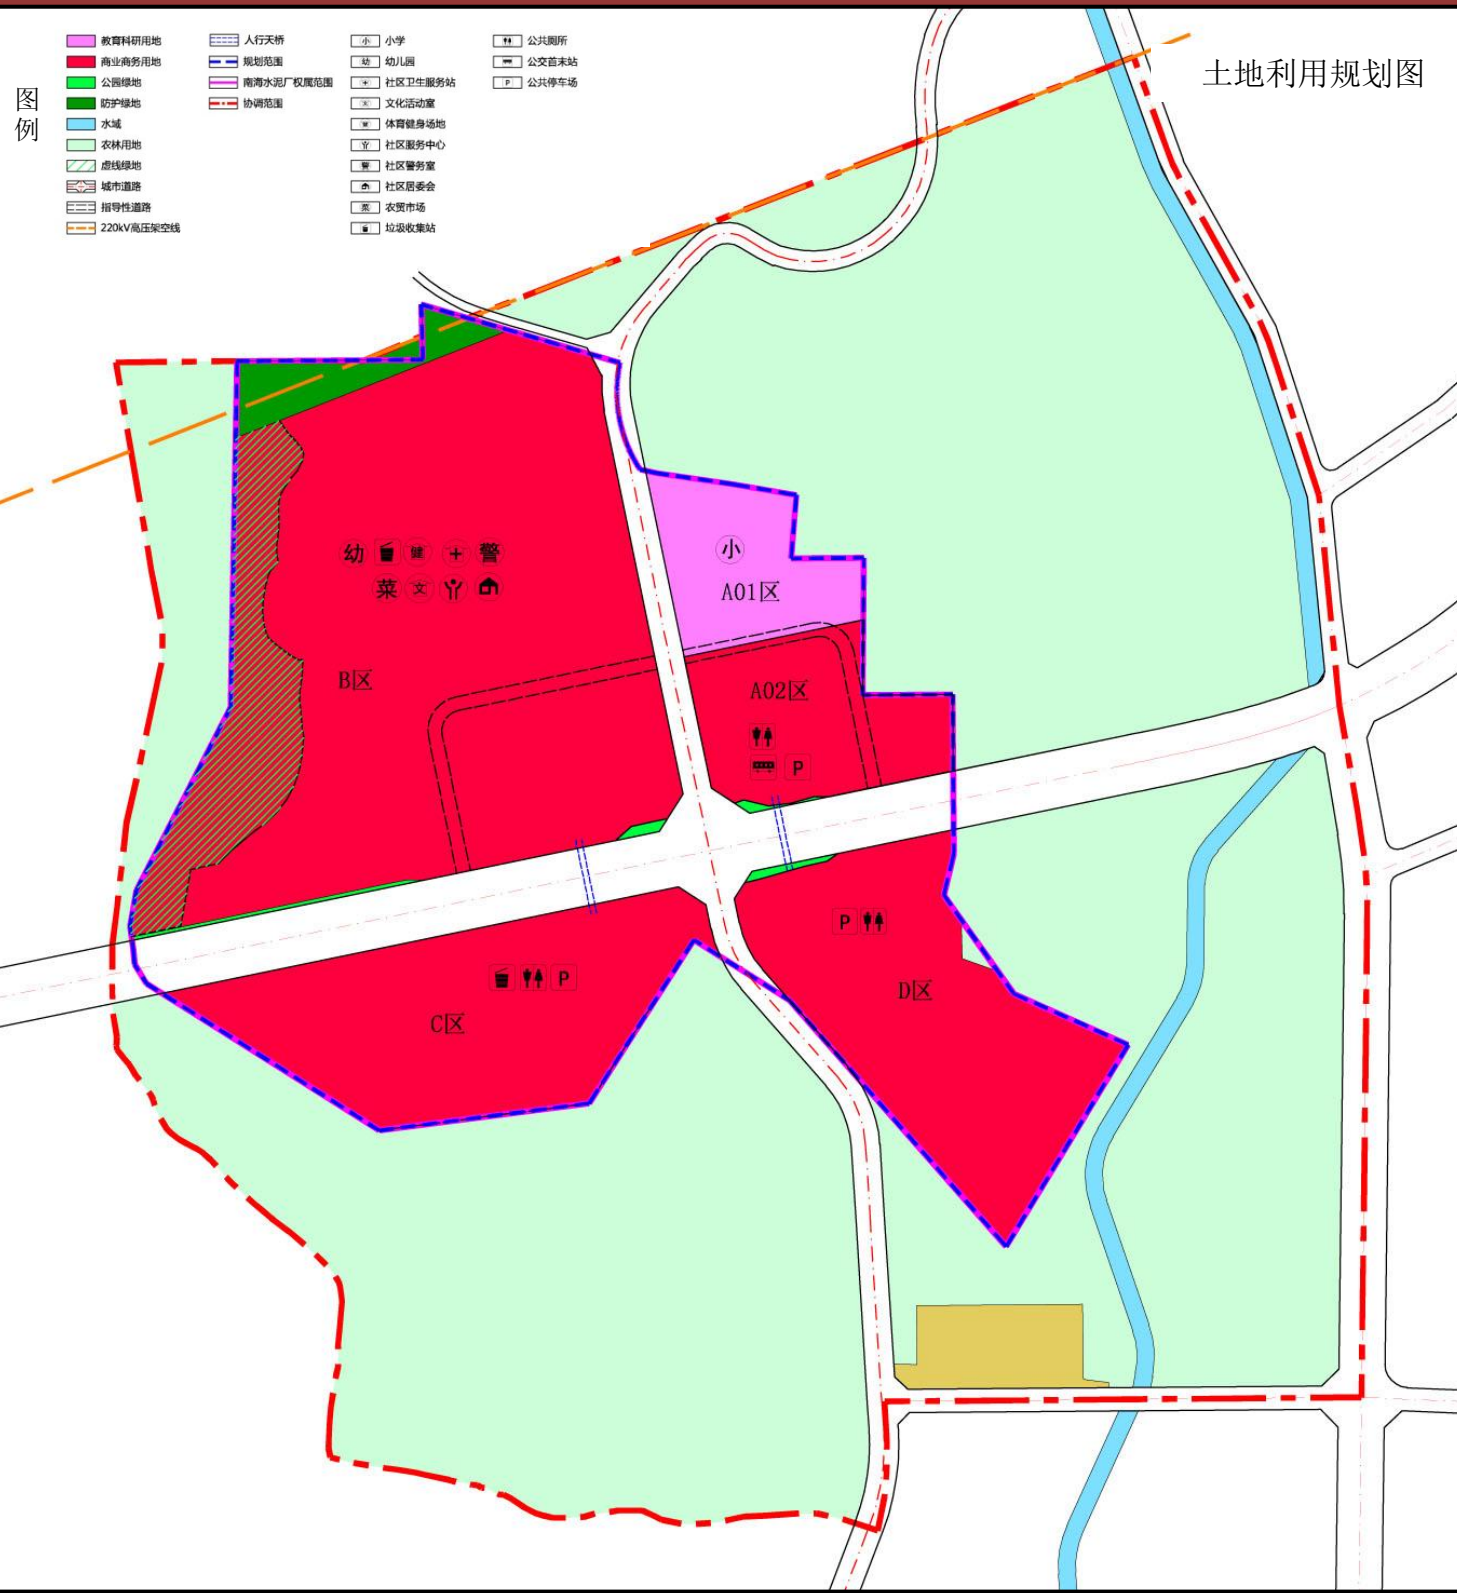 土地利用规划图
图例
教育科研用地
商业商务用地
公园绿地
防护绿地
水域
农林用地
虚线绿地
城市道路
指导性道路
220kV高压架空线
人行天桥
规划范围
南海水泥厂权属范围
协调范围
小 小学
幼 幼儿园
社区卫生服务站
文 文化活动室
健 体育健身场地
社区服务中心
警 社区警务室
社区居委会
菜 农贸市场
垃圾收集站
公共厕所
公交首末站
P 公共停车场
幼 健 警
菜 文
B区
小
A01区
A02区
P
P
D区
P
C区